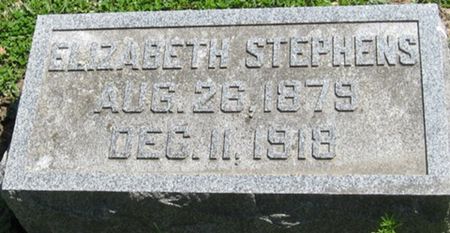 ELIZABETH STEPHENS
AUG. 26, 1879
DEC. 11, 1918